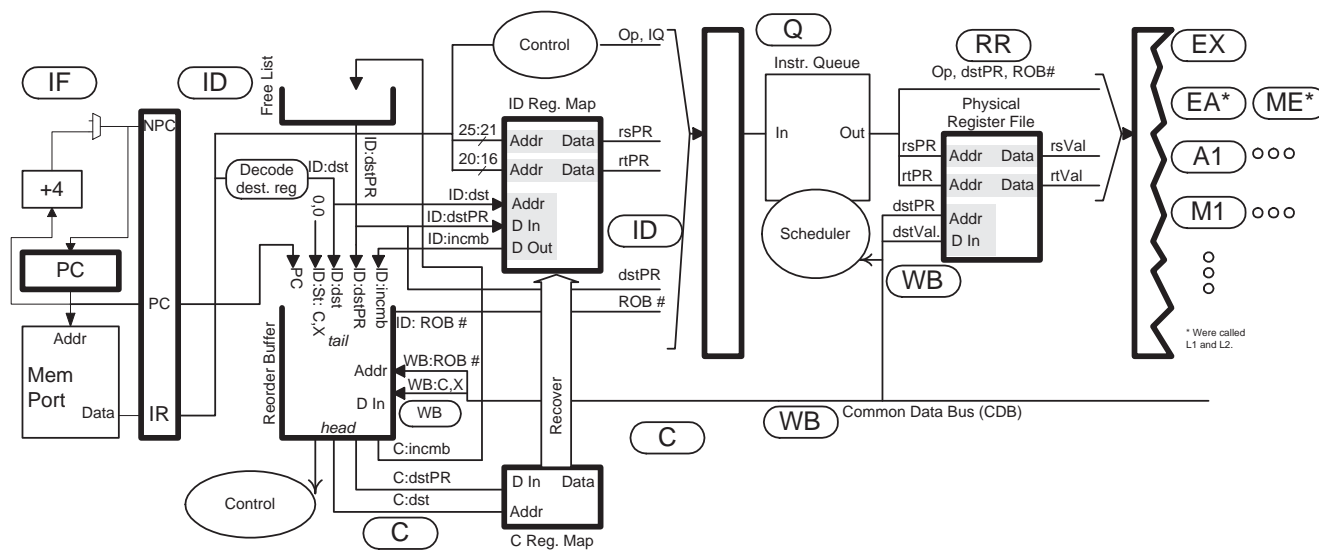 IF
ID
+4
PC
Addr
Mem
Port
Data
NPC
PC
IR
Free List
Decode
dest. reg
ID:dst
ID:dstPR
0,0
PC
ID:St: C,X
ID:dst
ID:dstPR
ID:incmb
tail
Reorder Buffer
head
Addr
D In
WB:ROB #
WB:C,X
WB
Control
C:incmb
C:dstPR
C:dst
C
Control
Op, IQ
ID Reg. Map
25:21
20:16
Addr
Data
rsPR
Addr
Data
rtPR
ID:dst
ID:dstPR
ID:incmb
Addr
D In
D Out
ID
dstPR
ROB #
ID: ROB #
Recover
D In
Data
Addr
C Reg. Map
C
Q
Instr. Queue
In
Out
Scheduler
WB
WB
Common Data Bus (CDB)
RR
Op, dstPR, ROB#
Physical
Register File
rsPR
Addr
Data
rsVal
rtPR
Addr
Data
rtVal
dstPR
Addr
dstVal.
D In
EX
EA*
ME*
A1
M1
* Were called
L1 and L2.